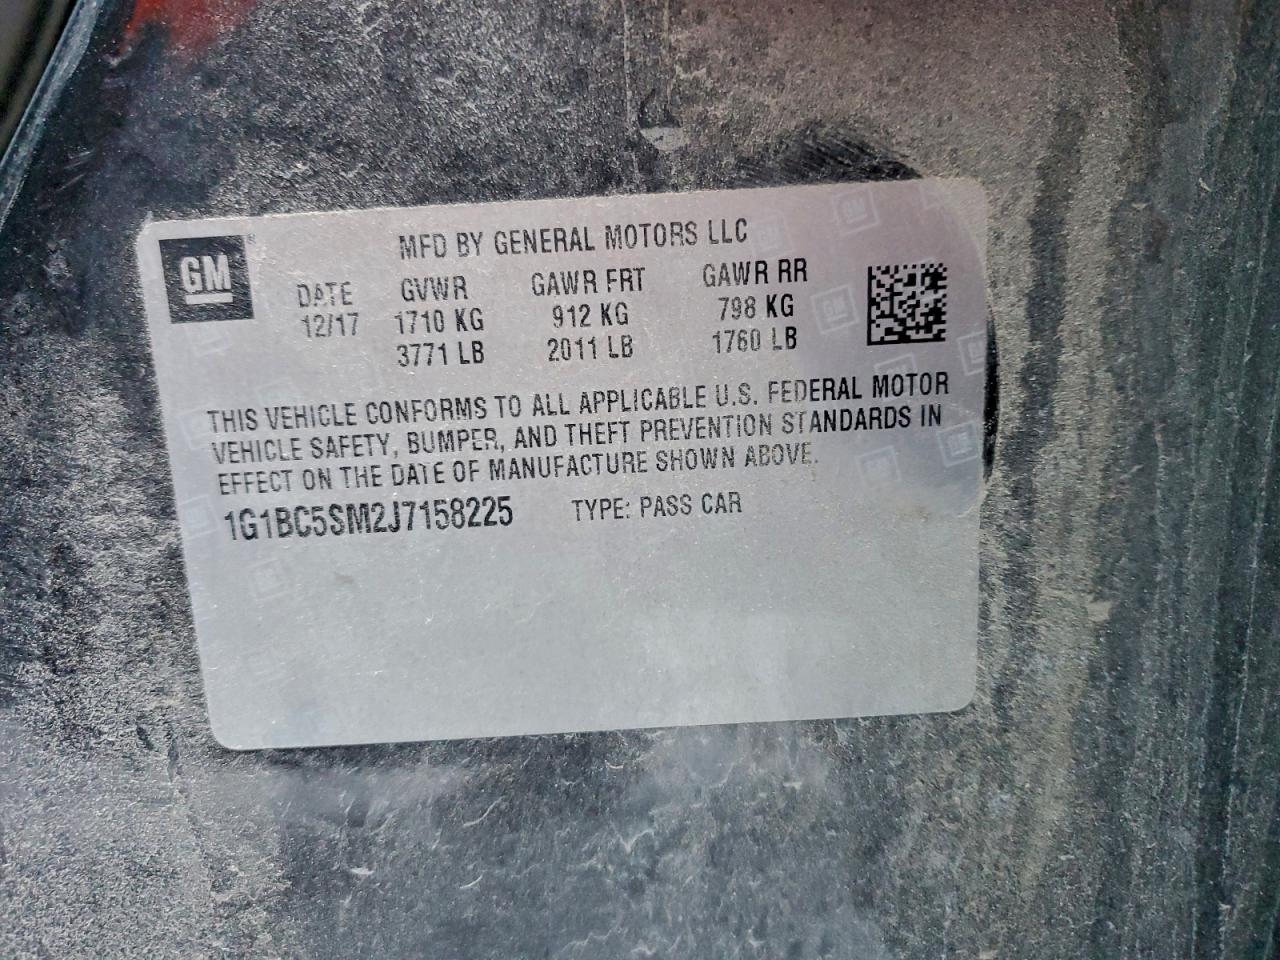 GM
MFD BY GENERAL MOTORS LLC
DATE GVWR GAWR FRT GAWR RR
12/17 1710 KG 912 KG 798 KG
3771 LB 2011 LB 1760 LB
THIS VEHICLE CONFORMS TO ALL APPLICABLE U.S. FEDERAL MOTOR
VEHICLE SAFETY, BUMPER, AND THEFT PREVENTION STANDARDS IN
EFFECT ON THE DATE OF MANUFACTURE SHOWN ABOVE.
1G1BC5SM2J7158225 TYPE: PASS CAR